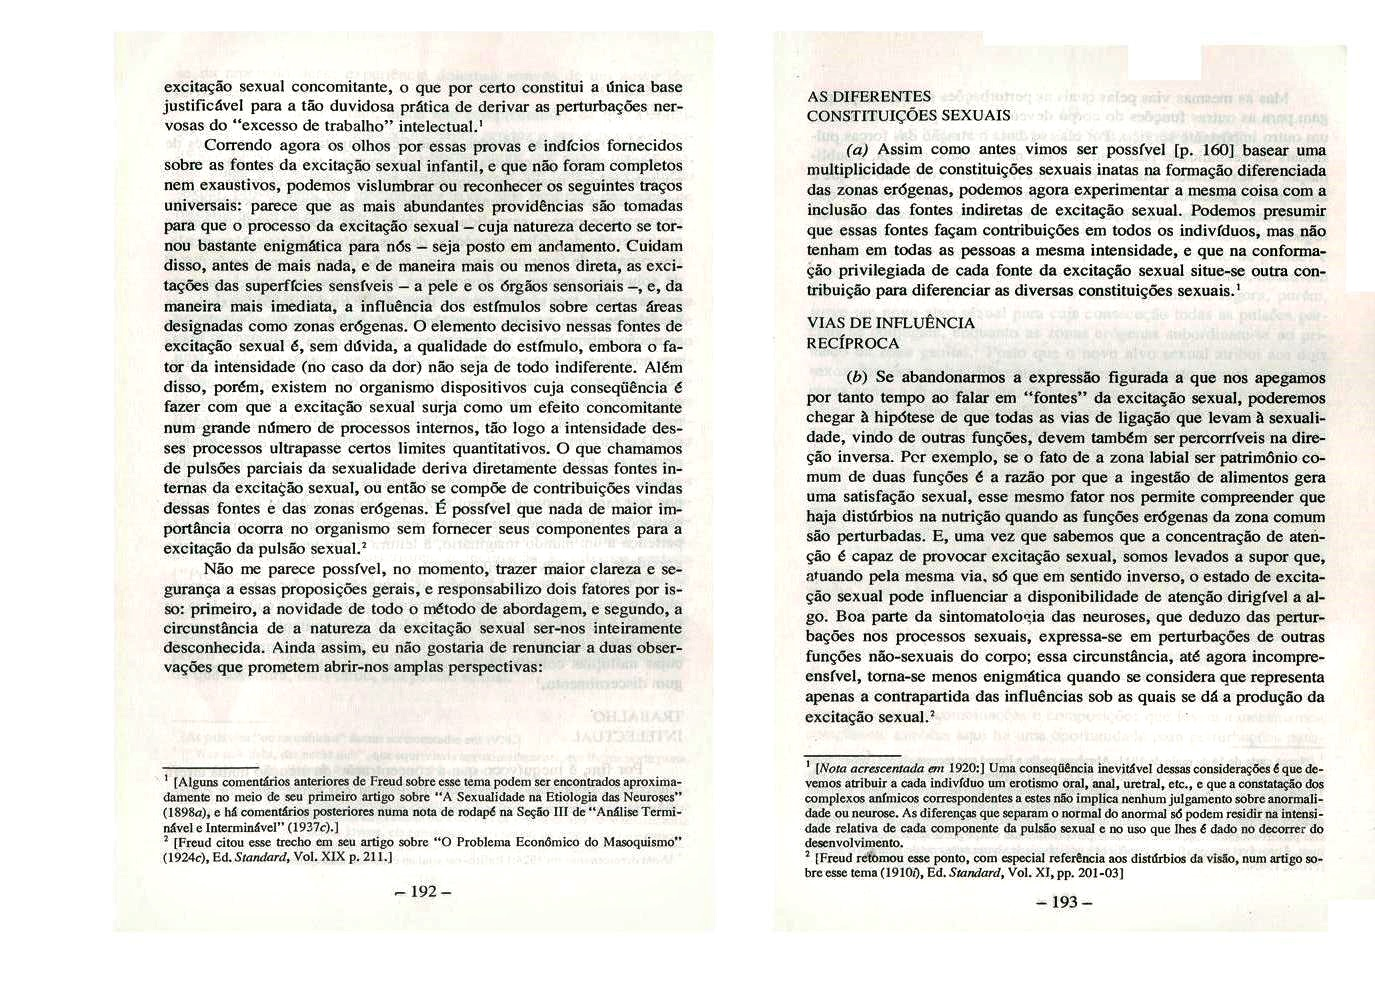 excitação sexual concomitante, o que por certo constitui a única base
justificável para a tão duvidosa prática de derivar as perturbações ner-
vosas do “excesso de trabalho” intelectual.¹
Correndo agora os olhos por essas provas e indícios fornecidos
sobre as fontes da excitação sexual infantil, e que não foram completos
nem exaustivos, podemos vislumbrar ou reconhecer os seguintes traços
universais: parece que as mais abundantes providências são tomadas
para que o processo da excitação sexual – cuja natureza decerto se tor-
nou bastante enigmática para nós – seja posto em andamento. Cuidam
disso, antes de mais nada, e de maneira mais ou menos direta, as exci-
tações das superfícies sensíveis – a pele e os órgãos sensoriais –, e, da
maneira mais imediata, a influência dos estímulos sobre certas áreas
designadas como zonas erógenas. O elemento decisivo nessas fontes de
excitação sexual é, sem dúvida, a qualidade do estímulo, embora o fa-
tor da intensidade (no caso da dor) não seja de todo indiferente. Além
disso, porém, existem no organismo dispositivos cuja conseqüência é
fazer com que a excitação sexual surja como um efeito concomitante
num grande número de processos internos, tão logo a intensidade des-
ses processos ultrapasse certos limites quantitativos. O que chamamos
de pulsões parciais da sexualidade deriva diretamente dessas fontes in-
ternas da excitação sexual, ou então se compõe de contribuições vindas
dessas fontes e das zonas erógenas. É possível que nada de maior im-
portância ocorra no organismo sem fornecer seus componentes para a
excitação da pulsão sexual.²
Não me parece possível, no momento, trazer maior clareza e se-
gurança a essas proposições gerais, e responsabilizo dois fatores por is-
so: primeiro, a novidade de todo o método de abordagem, e segundo, a
circunstância de a natureza da excitação sexual ser-nos inteiramente
desconhecida. Ainda assim, eu não gostaria de renunciar a duas obser-
vações que prometem abrir-nos amplas perspectivas:
¹ [Alguns comentários anteriores de Freud sobre esse tema podem ser encontrados aproxima-
damente no meio de seu primeiro artigo sobre “A Sexualidade na Etiologia das Neuroses”
(1898a), e há comentários posteriores numa nota de rodapé na Seção III de “Análise Termi-
nável e Interminável” (1937c).]
² [Freud citou esse trecho em seu artigo sobre “O Problema Econômico do Masoquismo”
(1924c), Ed. Standard, Vol. XIX p. 211.]
– 192 –
AS DIFERENTES
CONSTITUIÇÕES SEXUAIS
(a) Assim como antes vimos ser possível [p. 160] basear uma
multiplicidade de constituições sexuais inatas na formação diferenciada
das zonas erógenas, podemos agora experimentar a mesma coisa com a
inclusão das fontes indiretas de excitação sexual. Podemos presumir
que essas fontes façam contribuições em todos os indivíduos, mas não
tenham em todas as pessoas a mesma intensidade, e que na conforma-
ção privilegiada de cada fonte da excitação sexual situe-se outra con-
tribuição para diferenciar as diversas constituições sexuais.¹
VIAS DE INFLUÊNCIA
RECÍPROCA
(b) Se abandonarmos a expressão figurada a que nos apegamos
por tanto tempo ao falar em “fontes” da excitação sexual, poderemos
chegar à hipótese de que todas as vias de ligação que levam à sexuali-
dade, vindo de outras funções, devem também ser percorríveis na dire-
ção inversa. Por exemplo, se o fato de a zona labial ser patrimônio co-
mum de duas funções é a razão por que a ingestão de alimentos gera
uma satisfação sexual, esse mesmo fator nos permite compreender que
haja distúrbios na nutrição quando as funções erógenas da zona comum
são perturbadas. E, uma vez que sabemos que a concentração de aten-
ção é capaz de provocar excitação sexual, somos levados a supor que,
atuando pela mesma via, só que em sentido inverso, o estado de excita-
ção sexual pode influenciar a disponibilidade de atenção dirigível a al-
go. Boa parte da sintomatologia das neuroses, que deduzo das pertur-
bações nos processos sexuais, expressa-se em perturbações de outras
funções não-sexuais do corpo; essa circunstância, até agora incompre-
ensível, torna-se menos enigmática quando se considera que representa
apenas a contrapartida das influências sob as quais se dá a produção da
excitação sexual.²
¹ [Nota acrescentada em 1920:] Uma conseqüência inevitável dessas considerações é que de-
vemos atribuir a cada indivíduo um erotismo oral, anal, uretral, etc., e que a constatação dos
complexos anímicos correspondentes a estes não implica nenhum julgamento sobre anormali-
dade ou neurose. As diferenças que separam o normal do anormal só podem residir na intensi-
dade relativa de cada componente da pulsão sexual e no uso que lhes é dado no decorrer do
desenvolvimento.
² [Freud retomou esse ponto, com especial referência aos distúrbios da visão, num artigo so-
bre esse tema (1910i), Ed. Standard, Vol. XI, pp. 201-03]
– 193 –